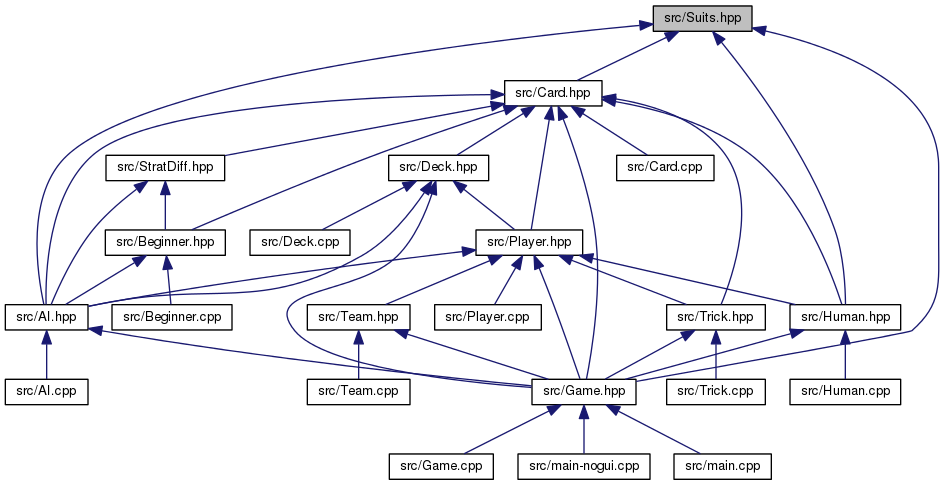 src/Suits.hpp
src/Card.hpp
src/StratDiff.hpp
src/Deck.hpp
src/Card.cpp
src/Beginner.hpp
src/Deck.cpp
src/Player.hpp
src/AI.hpp
src/Beginner.cpp
src/Team.hpp
src/Player.cpp
src/Trick.hpp
src/Human.hpp
src/AI.cpp
src/Team.cpp
src/Game.hpp
src/Trick.cpp
src/Human.cpp
src/Game.cpp
src/main-nogui.cpp
src/main.cpp